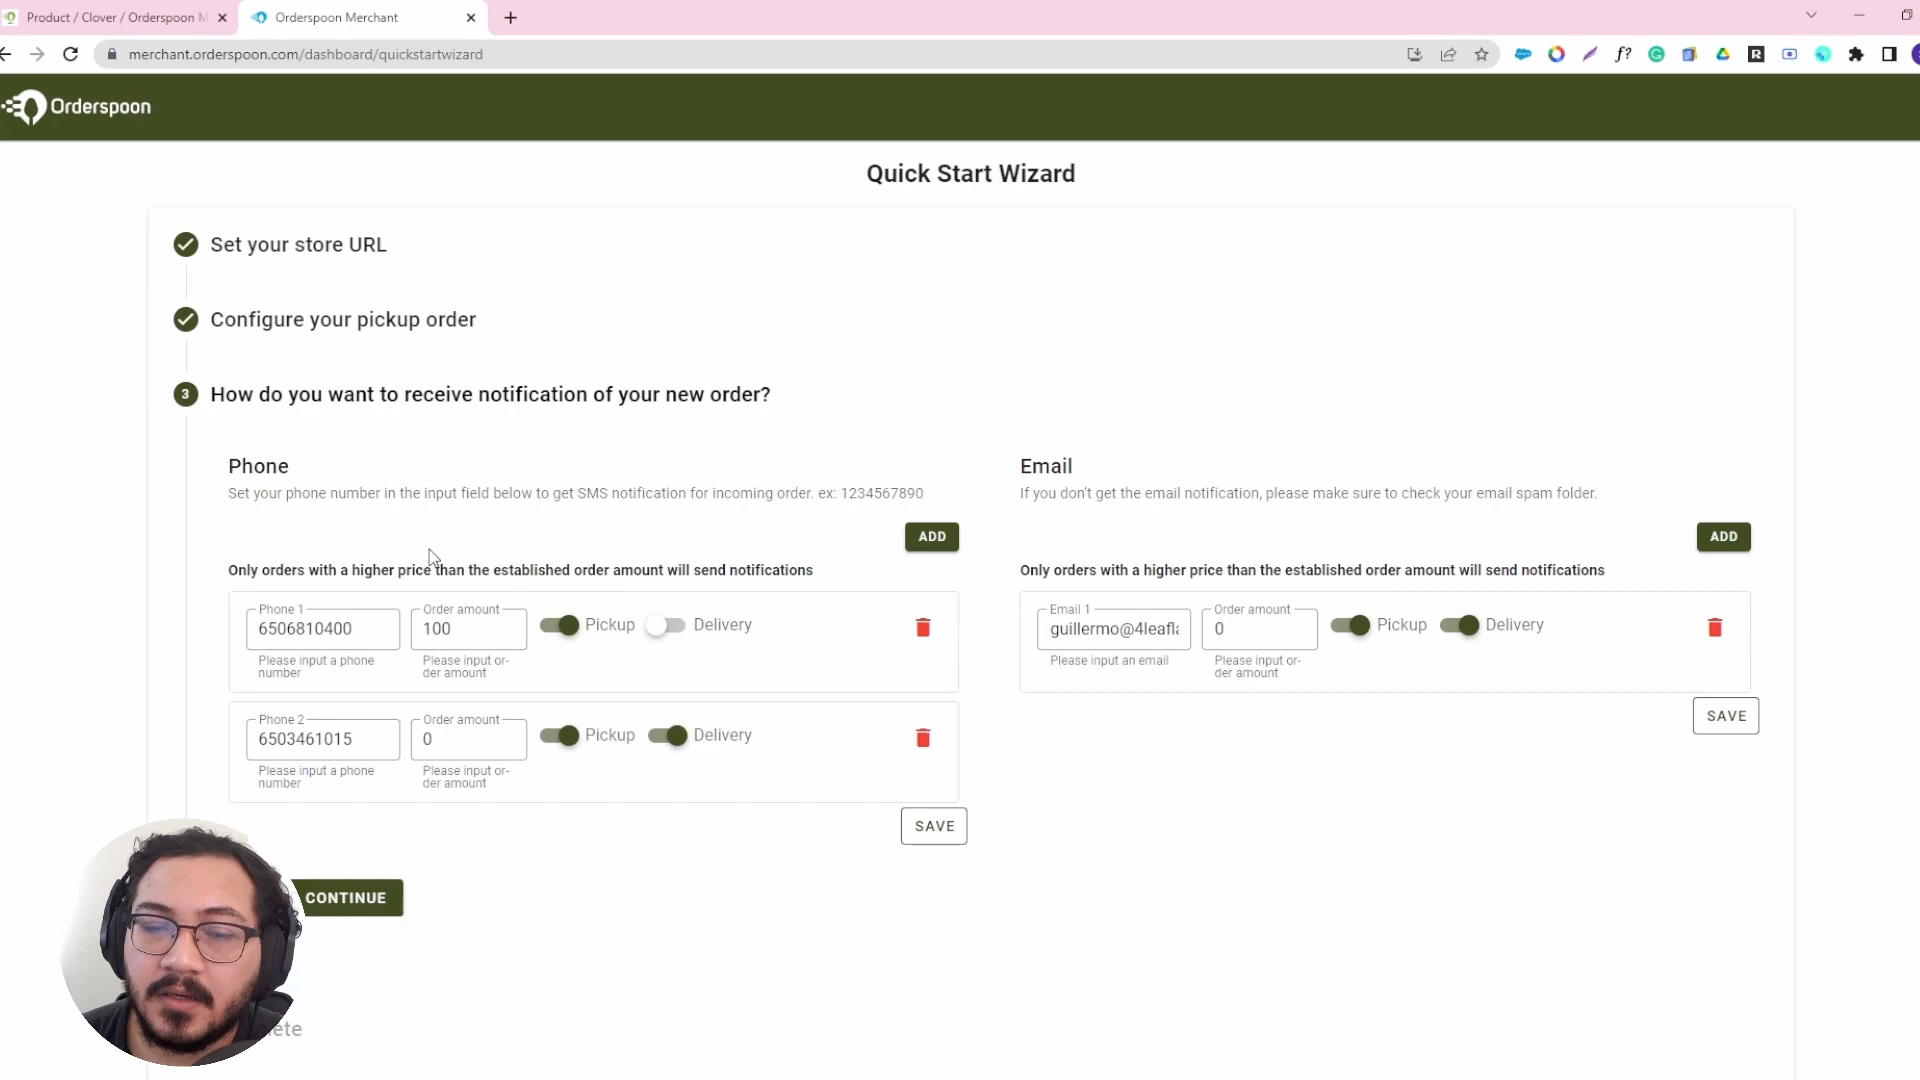 Product / Clover / Orderspoon M
Orderspoon Merchant
merchant.orderspoon.com/dashboard/quickstartwizard
Orderspoon
Quick Start Wizard
Set your store URL
Configure your pickup order
3 How do you want to receive notification of your new order?
Phone
Set your phone number in the input field below to get SMS notification for incoming order. ex: 1234567890
ADD
Only orders with a higher price than the established order amount will send notifications
Phone 1
6506810400
Please input a phone
number
Order amount
100
Please input or-
der amount
Pickup
Delivery
Phone 2
6503461015
Please input a phone
number
Order amount
0
Please input or-
der amount
Pickup
Delivery
SAVE
Email
If you don't get the email notification, please make sure to check your email spam folder.
ADD
Only orders with a higher price than the established order amount will send notifications
Email 1
guillermo@4leafla
Please input an email
Order amount
0
Please input or-
der amount
Pickup
Delivery
SAVE
CONTINUE
ete